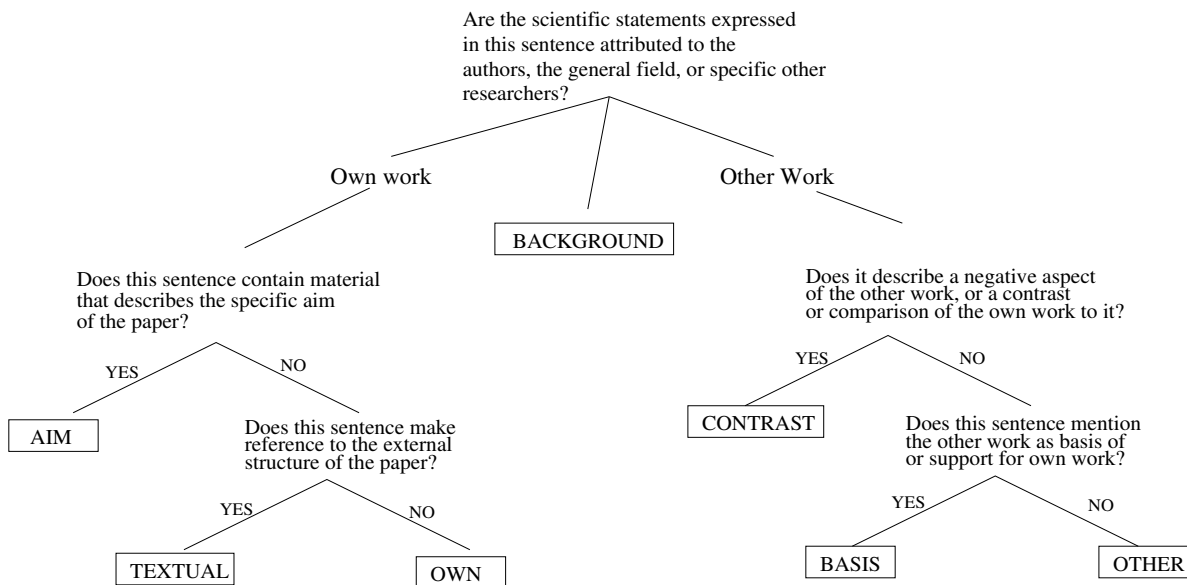 Are the scientific statements expressed
in this sentence attributed to the
authors, the general field, or specific other
researchers?
Own work
Other Work
BACKGROUND
Does this sentence contain material
that describes the specific aim
of the paper?
Does it describe a negative aspect
of the other work, or a contrast
or comparison of the own work to it?
YES
NO
YES
NO
AIM
Does this sentence make
reference to the external
structure of the paper?
CONTRAST
Does this sentence mention
the other work as basis of
or support for own work?
YES
NO
YES
NO
TEXTUAL
OWN
BASIS
OTHER